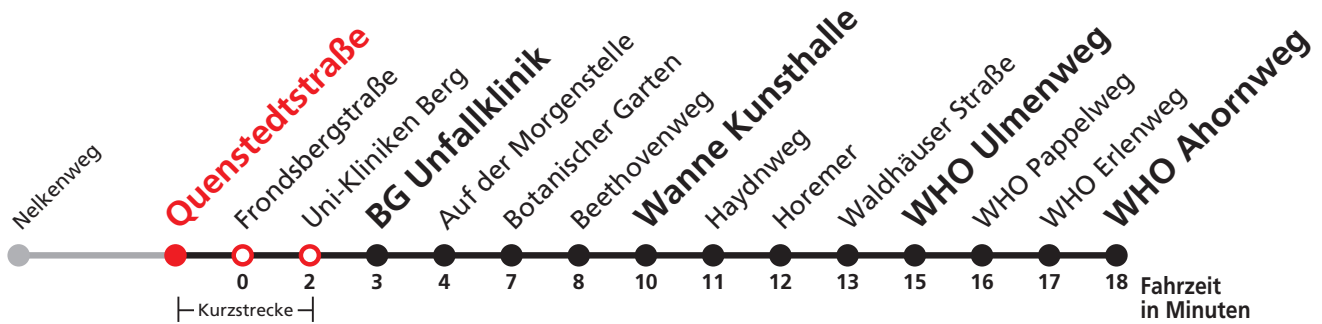 Nelkenweg
Quenstedtstraße
Frondsbergstraße
Uni-Kliniken Berg
BG Unfallklinik
Auf der Morgenstelle
Botanischer Garten
Beethovenweg
Wanne Kunsthalle
Haydnweg
Horemer
Waldhäuser Straße
WHO Ulmenweg
WHO Pappelweg
WHO Erlenweg
WHO Ahornweg
0 2 3 4 7 8 10 11 12 13 15 16 17 18 Fahrzeit
in Minuten
Kurzstrecke